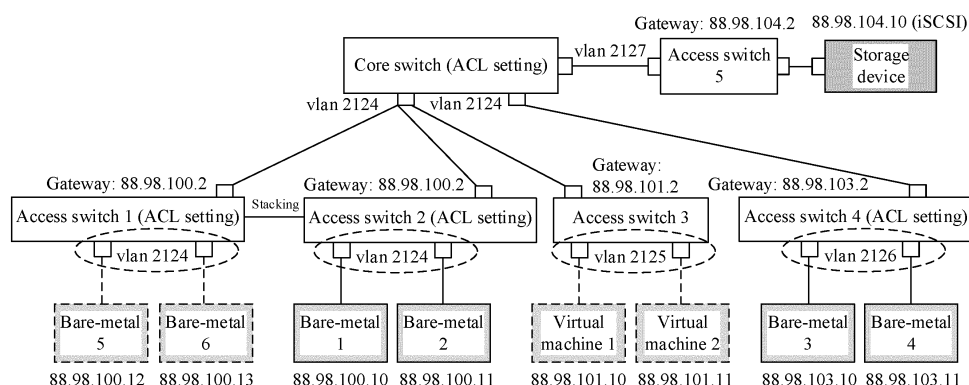 Gateway: 88.98.104.2 88.98.104.10 (iSCSI)
Core switch (ACL setting)
vlan 2127
Access switch
5
Storage
device
vlan 2124
vlan 2124
Gateway: 88.98.100.2
Gateway: 88.98.100.2
Gateway:
88.98.101.2
Gateway: 88.98.103.2
Access switch 1 (ACL setting)
Stacking
Access switch 2 (ACL setting)
Access switch 3
Access switch 4 (ACL setting)
vlan 2124
vlan 2124
vlan 2125
vlan 2126
Bare-metal
5
Bare-metal
6
Bare-metal
1
Bare-metal
2
Virtual
machine 1
Virtual
machine 2
Bare-metal
3
Bare-metal
4
88.98.100.12 88.98.100.13 88.98.100.10 88.98.100.11 88.98.101.10 88.98.101.11 88.98.103.10 88.98.103.11